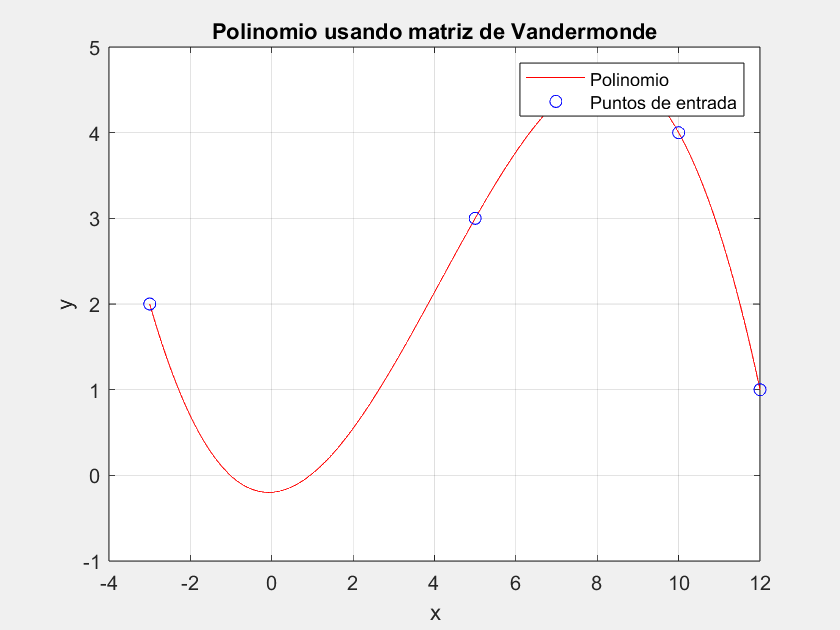 Polinomio usando matriz de Vandermonde
Polinomio
Puntos de entrada
5
4
3
2
1
0
-1
y
-4 -2 0 2 4 6 8 10 12
x